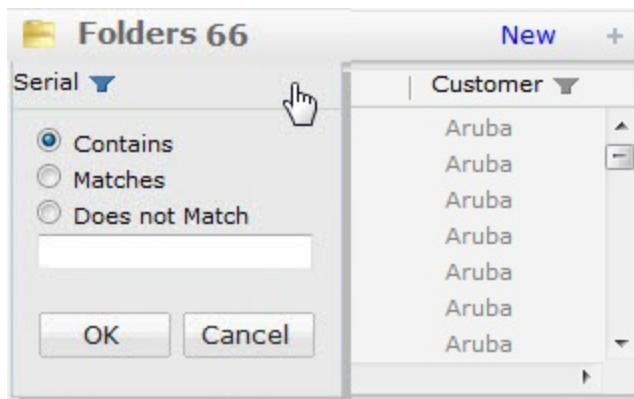 Folders 66 New +
Serial
Customer
Contains
Matches
Does not Match
OK Cancel
Aruba
Aruba
Aruba
Aruba
Aruba
Aruba
Aruba